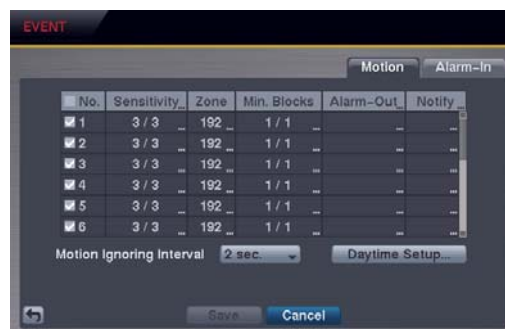 EVENT
Motion Alarm-In
No. Sensitivity... Zone Min. Blocks Alarm-Out... Notify...
1 3 / 3 ... 192 ... 1 / 1 ... ... ...
2 3 / 3 ... 192 ... 1 / 1 ... ... ...
3 3 / 3 ... 192 ... 1 / 1 ... ... ...
4 3 / 3 ... 192 ... 1 / 1 ... ... ...
5 3 / 3 ... 192 ... 1 / 1 ... ... ...
6 3 / 3 ... 192 ... 1 / 1 ... ... ...
Motion Ignoring Interval 2 sec. Daytime Setup...
Save Cancel